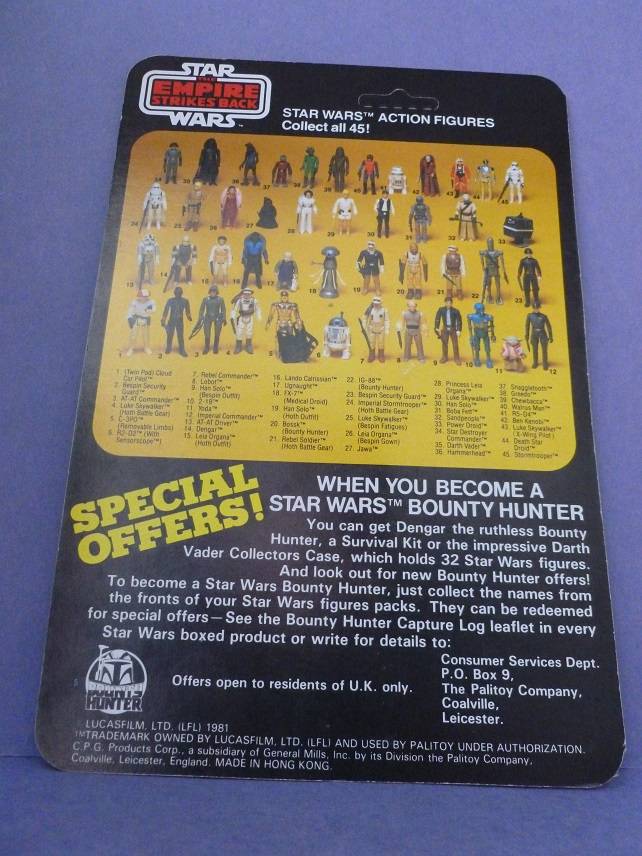 STAR
THE
EMPIRE
STRIKES BACK
WARS™
STAR WARS™ ACTION FIGURES
Collect all 45!
1. (Twin Pod) Cloud
Car Pilot™
2. Bespin Security
Guard™
3. AT-AT Commander™
4. Luke Skywalker™
(Hoth Battle Gear)
5. C-3PO™
(Removable Limbs)
6. R2-D2™ (With
Sensorscope™)
7. Rebel Commander™
8. Lobot™
9. Han Solo™
(Bespin Outfit)
10. 2-1B™
11. Yoda™
12. Imperial Commander™
13. AT-AT Driver™
14. Dengar™
15. Leia Organa™
(Hoth Outfit)
16. Lando Calrissian™
17. Ugnaught™
18. FX-7™
(Medical Droid)
19. Han Solo™
(Hoth Outfit)
20. Bossk™
(Bounty Hunter)
21. Rebel Soldier™
(Hoth Battle Gear)
22. IG-88™
(Bounty Hunter)
23. Bespin Security Guard™
24. Imperial Stormtrooper™
(Hoth Battle Gear)
25. Luke Skywalker™
(Bespin Fatigues)
26. Leia Organa™
(Bespin Gown)
27. Jawa™
28. Princess Leia
Organa™
29. Luke Skywalker™
30. Han Solo™
31. Boba Fett™
32. Sandpeople™
33. Power Droid™
34. Star Destroyer
Commander™
35. Darth Vader™
36. Hammerhead™
37. Snaggletooth™
38. Greedo™
39. Chewbacca™
40. Walrus Man™
41. R5-D4™
42. Ben Kenobi™
43. Luke Skywalker™
(X-Wing Pilot)
44. Death Star
Droid™
45. Stormtrooper™
SPECIAL
OFFERS!
WHEN YOU BECOME A
STAR WARS™ BOUNTY HUNTER
You can get Dengar the ruthless Bounty
Hunter, a Survival Kit or the impressive Darth
Vader Collectors Case, which holds 32 Star Wars figures.
And look out for new Bounty Hunter offers!
To become a Star Wars Bounty Hunter, just collect the names from
the fronts of your Star Wars figures packs. They can be redeemed
for special offers—See the Bounty Hunter Capture Log leaflet in every
Star Wars boxed product or write for details to:
Consumer Services Dept.
P.O. Box 9,
The Palitoy Company,
Coalville,
Leicester.
BOUNTY
HUNTER
Offers open to residents of U.K. only.
LUCASFILM, LTD. (LFL) 1981
™TRADEMARK OWNED BY LUCASFILM, LTD. (LFL) AND USED BY PALITOY UNDER AUTHORIZATION.
C.P.G. Products Corp., a subsidiary of General Mills, Inc. by its Division the Palitoy Company,
Coalville, Leicester, England. MADE IN HONG KONG.